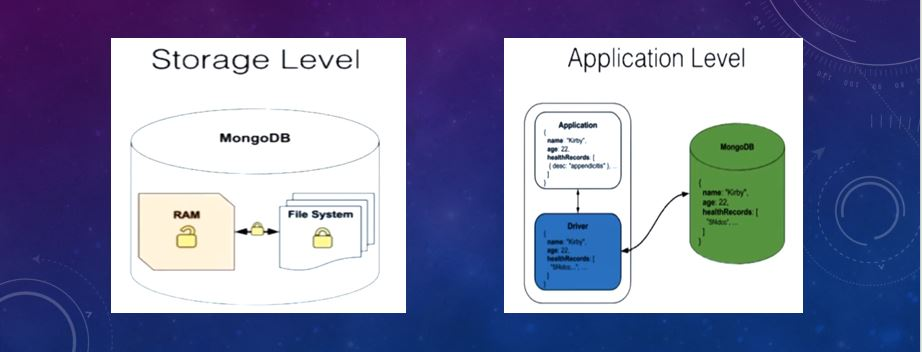 Storage Level
MongoDB
RAM
File System
Application Level
Application
{
name: "Kirby",
age: 22,
healthRecords: [
{ desc: "appendicitis" }, ...
]
}
Driver
{
name: "Kirby",
age: 22,
healthRecords: [
]
}
MongoDB
{
name: "Kirby",
age: 22,
healthRecords: [
]
}